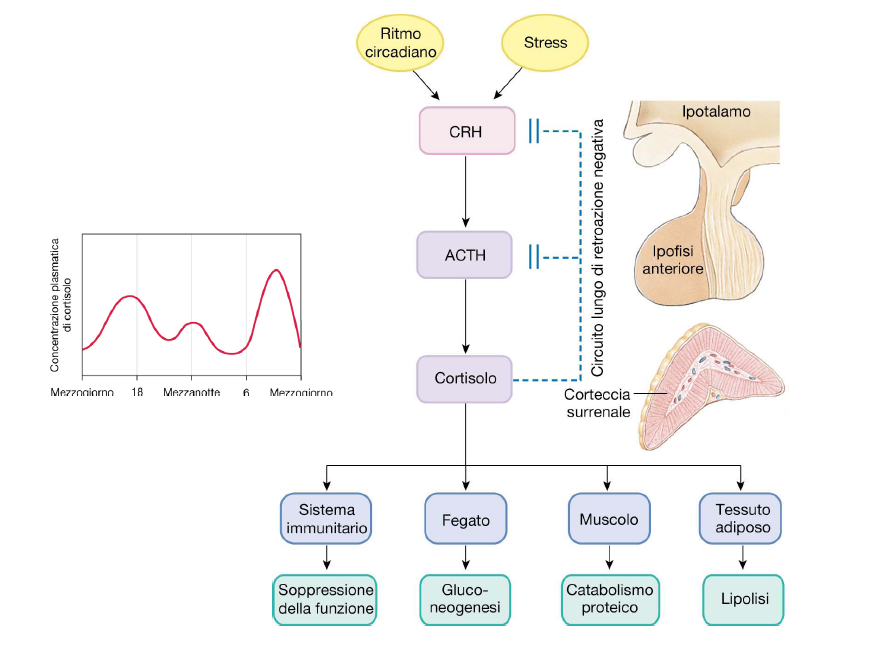 Ritmo
circadiano
Stress
CRH
Circuito lungo di retroazione negativa
Ipotalamo
ACTH
Ipofisi
anteriore
Concentrazione plasmatica
di cortisolo
Mezzogiorno 18 Mezzanotte 6 Mezzogiorno
Cortisolo
Corteccia
surrenale
Sistema
immunitario
Fegato
Muscolo
Tessuto
adiposo
Soppressione
della funzione
Gluco-
neogenesi
Catabolismo
proteico
Lipolisi